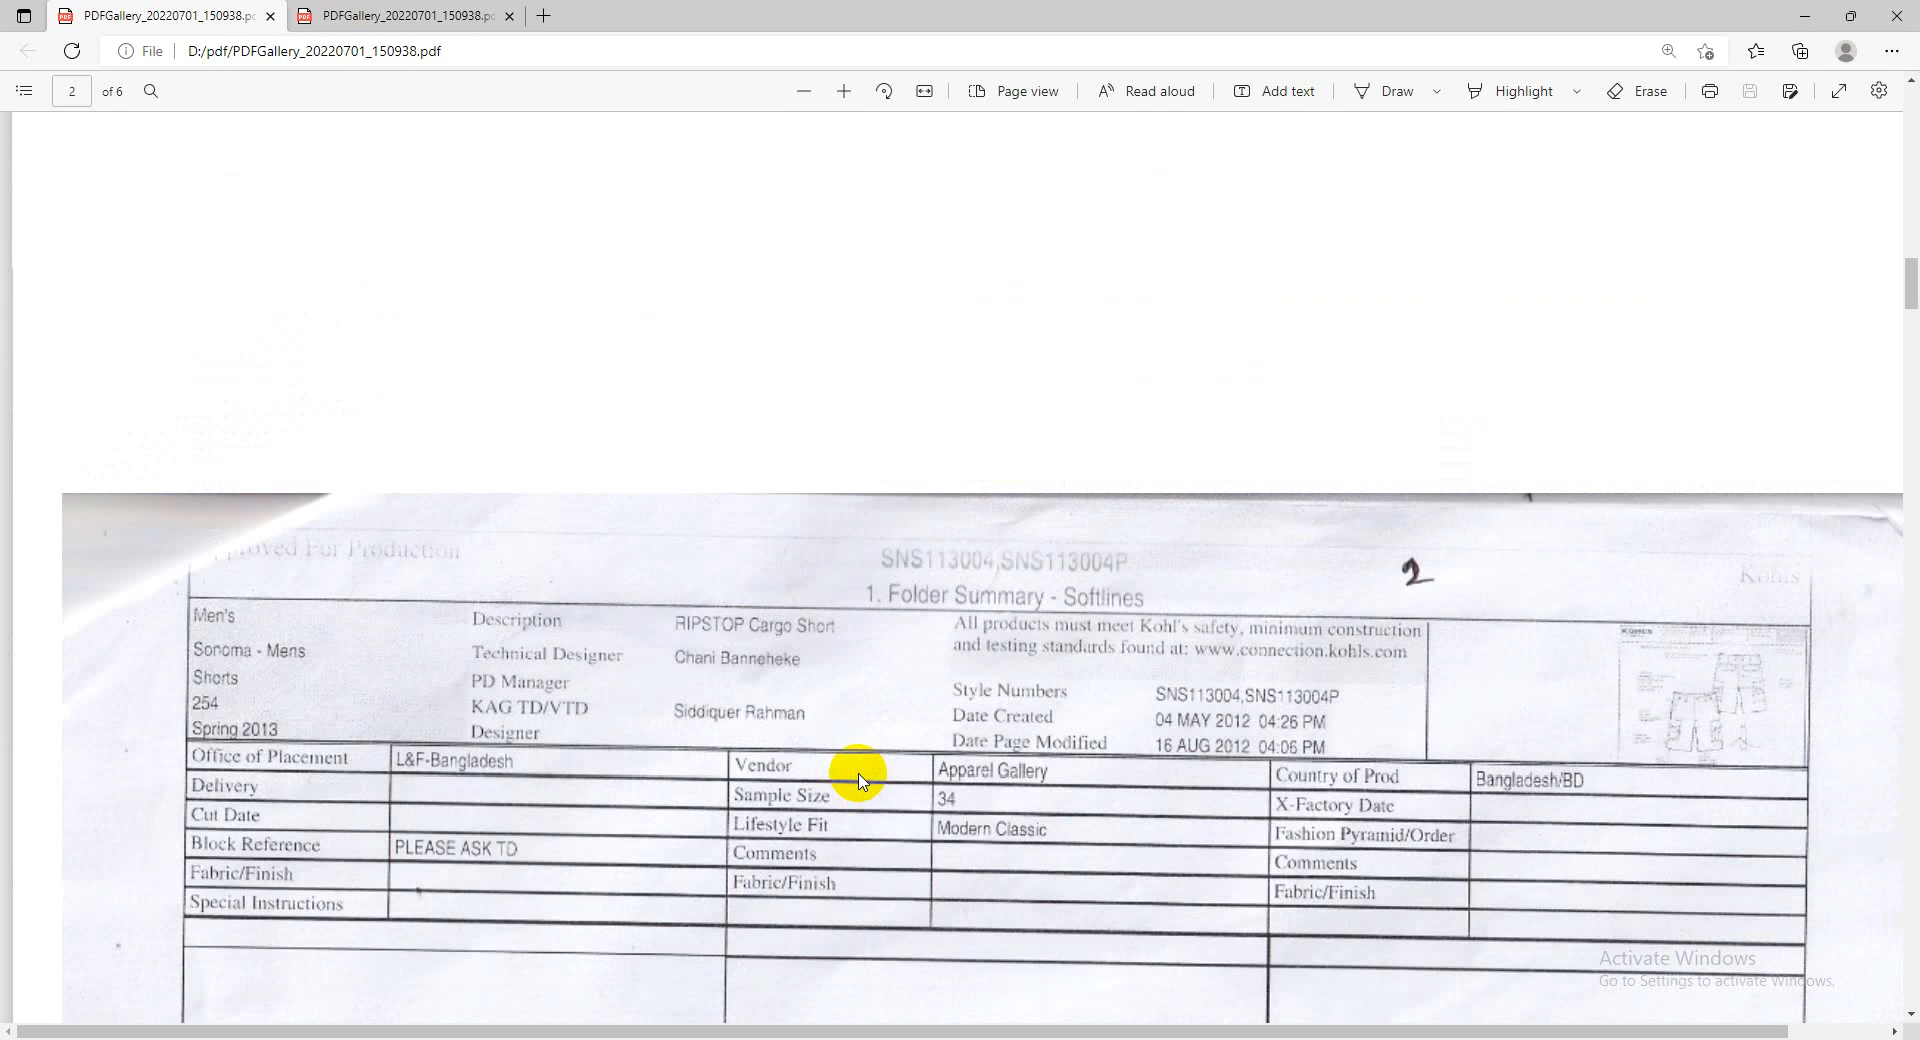 PDFGallery_20220701_150938.pc
PDFGallery_20220701_150938.pc
File
D:/pdf/PDFGallery_20220701_150938.pdf
2 of 6
Page view
Read aloud
Add text
Draw
Highlight
Erase
proved For Production
SNS113004,SNS113004P
2
Kohls
1. Folder Summary - Softlines
Men's
Description
RIPSTOP Cargo Short
All products must meet Kohl's safety, minimum construction
and testing standards found at: www.connection.kohls.com
KOHL'S
Sonoma - Mens
Technical Designer
Chani Banneheke
Shorts
PD Manager
Style Numbers
SNS113004,SNS113004P
254
KAG TD/VTD
Siddiquer Rahman
Date Created
04 MAY 2012 04:26 PM
Spring 2013
Designer
Date Page Modified
16 AUG 2012 04:06 PM
Office of Placement
L&F-Bangladesh
Vendor
Apparel Gallery
Country of Prod
Bangladesh/BD
Delivery
Sample Size
34
X-Factory Date
Cut Date
Lifestyle Fit
Modern Classic
Fashion Pyramid/Order
Block Reference
PLEASE ASK TD
Comments
Comments
Fabric/Finish
Fabric/Finish
Fabric/Finish
Special Instructions
Activate Windows
Go to Settings to activate Windows.